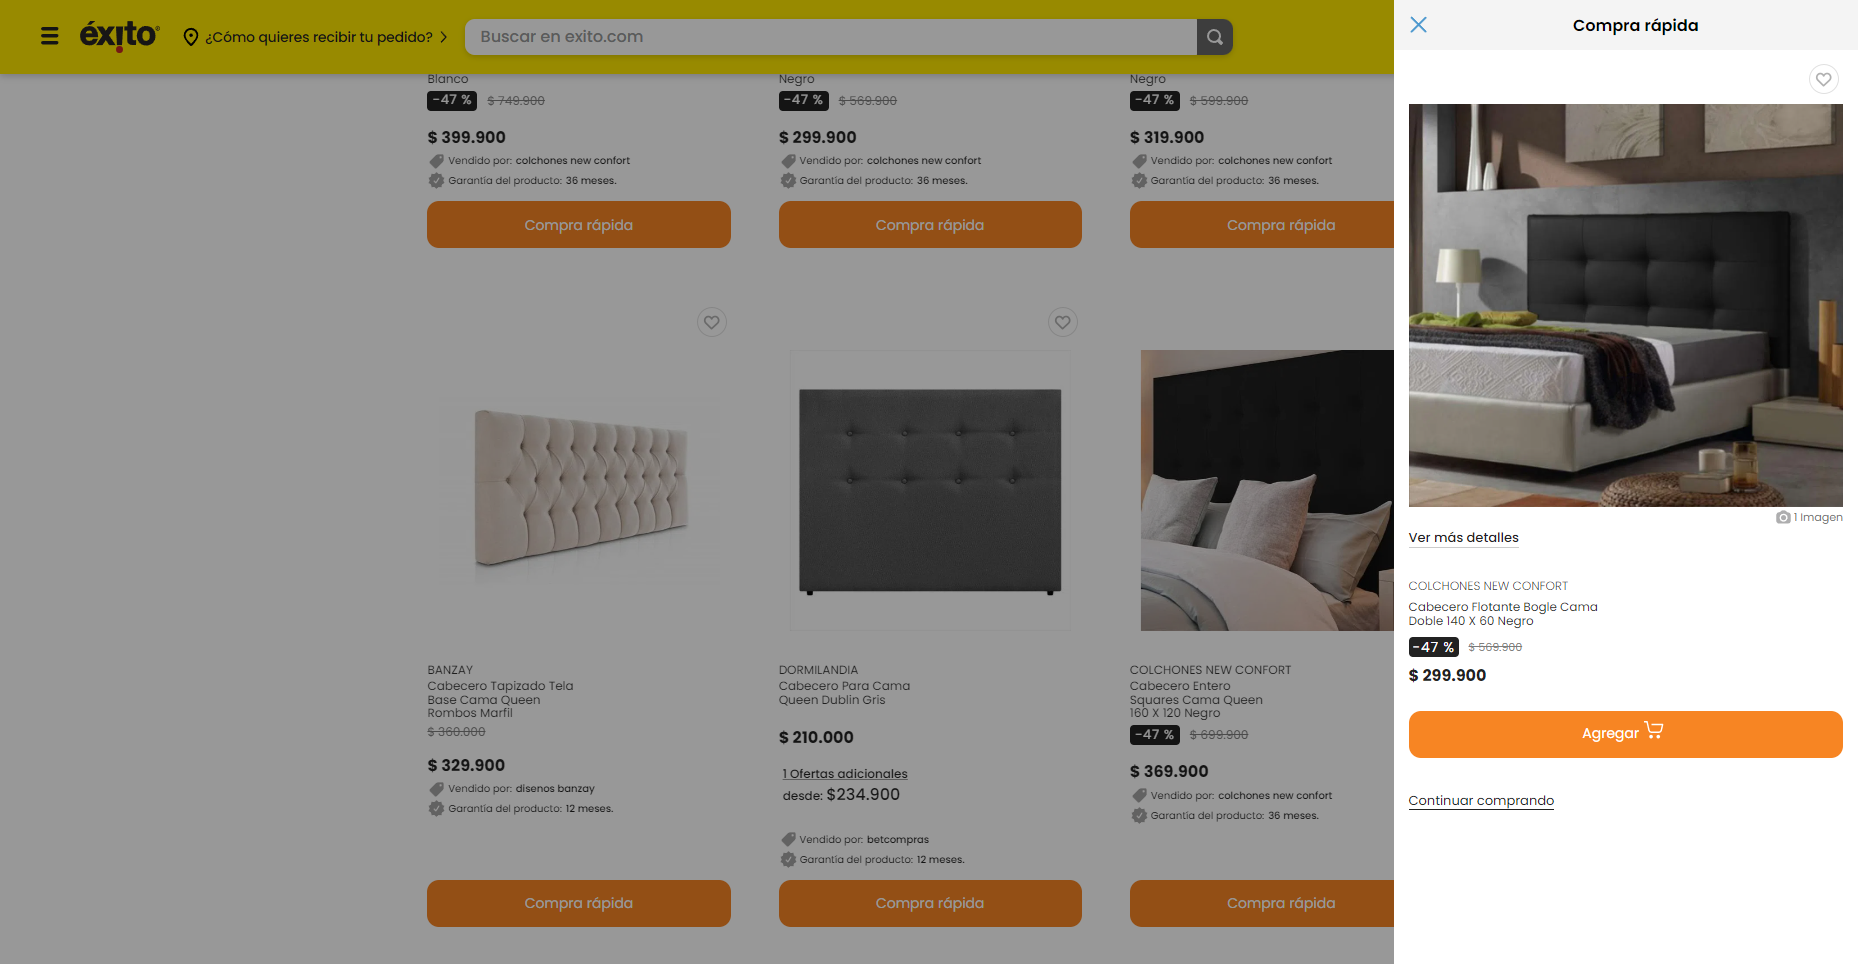 éxito
¿Cómo quieres recibir tu pedido?
Buscar en exito.com
Blanco
-47 % $ 749.900
$ 399.900
Vendido por: colchones new confort
Garantía del producto: 36 meses.
Compra rápida
Negro
-47 % $ 569.900
$ 299.900
Vendido por: colchones new confort
Garantía del producto: 36 meses.
Compra rápida
Negro
-47 % $ 599.900
$ 319.900
Vendido por: colchones new confort
Garantía del producto: 36 meses.
Compra rápida
BANZAY
Cabecero Tapizado Tela
Base Cama Queen
Rombos Marfil
$ 360.000
$ 329.900
Vendido por: disenos banzay
Garantía del producto: 12 meses.
Compra rápida
DORMILANDIA
Cabecero Para Cama
Queen Dublin Gris
$ 210.000
1 Ofertas adicionales
desde: $234.900
Vendido por: betcompras
Garantía del producto: 12 meses.
Compra rápida
COLCHONES NEW CONFORT
Cabecero Entero
Squares Cama Queen
160 X 120 Negro
-47 % $ 699.900
$ 369.900
Vendido por: colchones new confort
Garantía del producto: 36 meses.
Compra rápida
Compra rápida
1 Imagen
Ver más detalles
COLCHONES NEW CONFORT
Cabecero Flotante Bogle Cama
Doble 140 X 60 Negro
-47 % $ 569.900
$ 299.900
Agregar
Continuar comprando